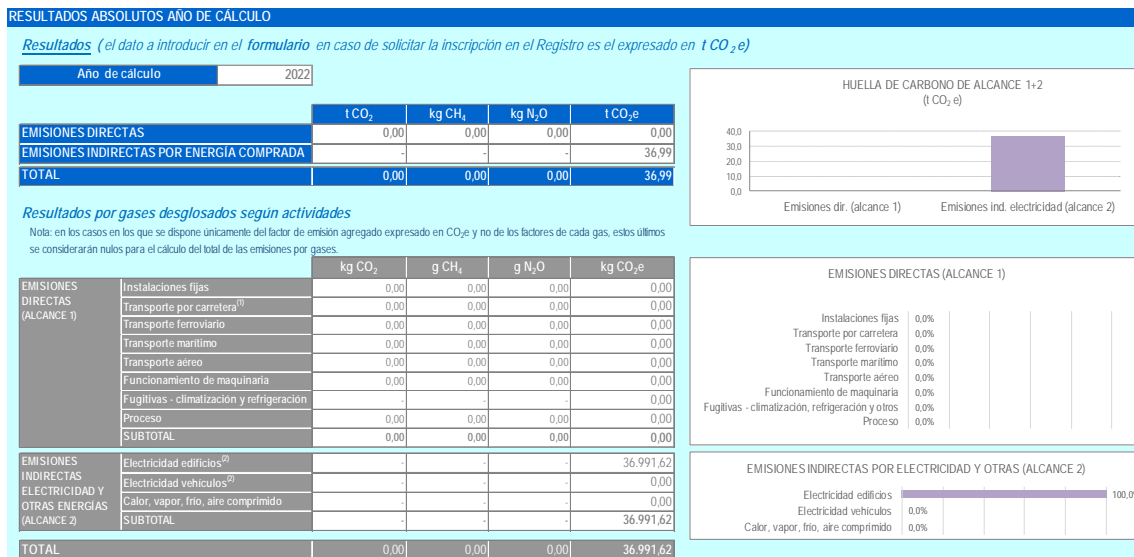 RESULTADOS ABSOLUTOS AÑO DE CÁLCULO
Resultados ( el dato a introducir en el formulario en caso de solicitar la inscripción en el Registro es el expresado en t CO₂ e)
Año de cálculo 2022
t CO₂ kg CH₄ kg N₂O t CO₂e
EMISIONES DIRECTAS 0,00 0,00 0,00 0,00
EMISIONES INDIRECTAS POR ENERGÍA COMPRADA - - - 36,99
TOTAL 0,00 0,00 0,00 36,99
HUELLA DE CARBONO DE ALCANCE 1+2
(t CO₂ e)
40,0
30,0
20,0
10,0
0,0
Emisiones dir. (alcance 1) Emisiones ind. electricidad (alcance 2)
Resultados por gases desglosados según actividades
Nota: en los casos en los que se dispone únicamente del factor de emisión agregado expresado en CO₂e y no de los factores de cada gas, estos últimos
se considerarán nulos para el cálculo del total de las emisiones por gases.
kg CO₂ g CH₄ g N₂O kg CO₂e
EMISIONES
DIRECTAS
(ALCANCE 1)
Instalaciones fijas 0,00 0,00 0,00 0,00
Transporte por carretera⁽¹⁾ 0,00 0,00 0,00 0,00
Transporte ferroviario 0,00 0,00 0,00 0,00
Transporte marítimo 0,00 0,00 0,00 0,00
Transporte aéreo 0,00 0,00 0,00 0,00
Funcionamiento de maquinaria 0,00 0,00 0,00 0,00
Fugitivas - climatización y refrigeración - - - 0,00
Proceso 0,00 0,00 0,00 0,00
SUBTOTAL 0,00 0,00 0,00 0,00
EMISIONES DIRECTAS (ALCANCE 1)
Instalaciones fijas 0,0%
Transporte por carretera 0,0%
Transporte ferroviario 0,0%
Transporte marítimo 0,0%
Transporte aéreo 0,0%
Funcionamiento de maquinaria 0,0%
Fugitivas - climatización, refrigeración y otros 0,0%
Proceso 0,0%
EMISIONES
INDIRECTAS
ELECTRICIDAD Y
OTRAS ENERGÍAS
(ALCANCE 2)
Electricidad edificios⁽²⁾ - - - 36.991,62
Electricidad vehículos⁽²⁾ - - - 0,00
Calor, vapor, frío, aire comprimido - - - 0,00
SUBTOTAL - - - 36.991,62
EMISIONES INDIRECTAS POR ELECTRICIDAD Y OTRAS (ALCANCE 2)
Electricidad edificios 100,0%
Electricidad vehículos 0,0%
Calor, vapor, frío, aire comprimido 0,0%
TOTAL 0,00 0,00 0,00 36.991,62